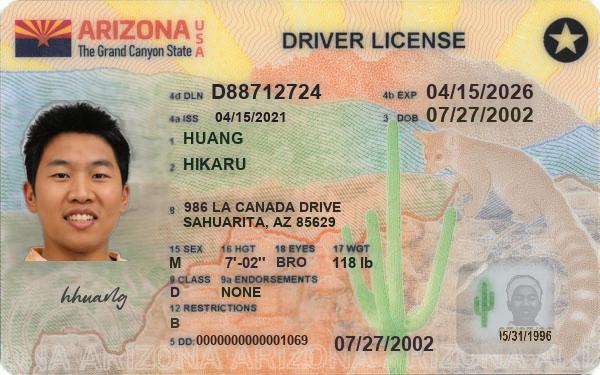 ARIZONA USA
The Grand Canyon State
DRIVER LICENSE
4d DLN D88712724
4b EXP 04/15/2026
4a ISS 04/15/2021
3 DOB 07/27/2002
1 HUANG
2 HIKARU
8 986 LA CANADA DRIVE
SAHUARITA, AZ 85629
15 SEX 16 HGT 18 EYES 17 WGT
M 7'-02" BRO 118 lb
9 CLASS 9a ENDORSEMENTS
D NONE
12 RESTRICTIONS
B
hhuang
5 DD: 0000000000001069
07/27/2002
05/31/1996
ARIZONA ARIZONA ARIZONA ARIZONA